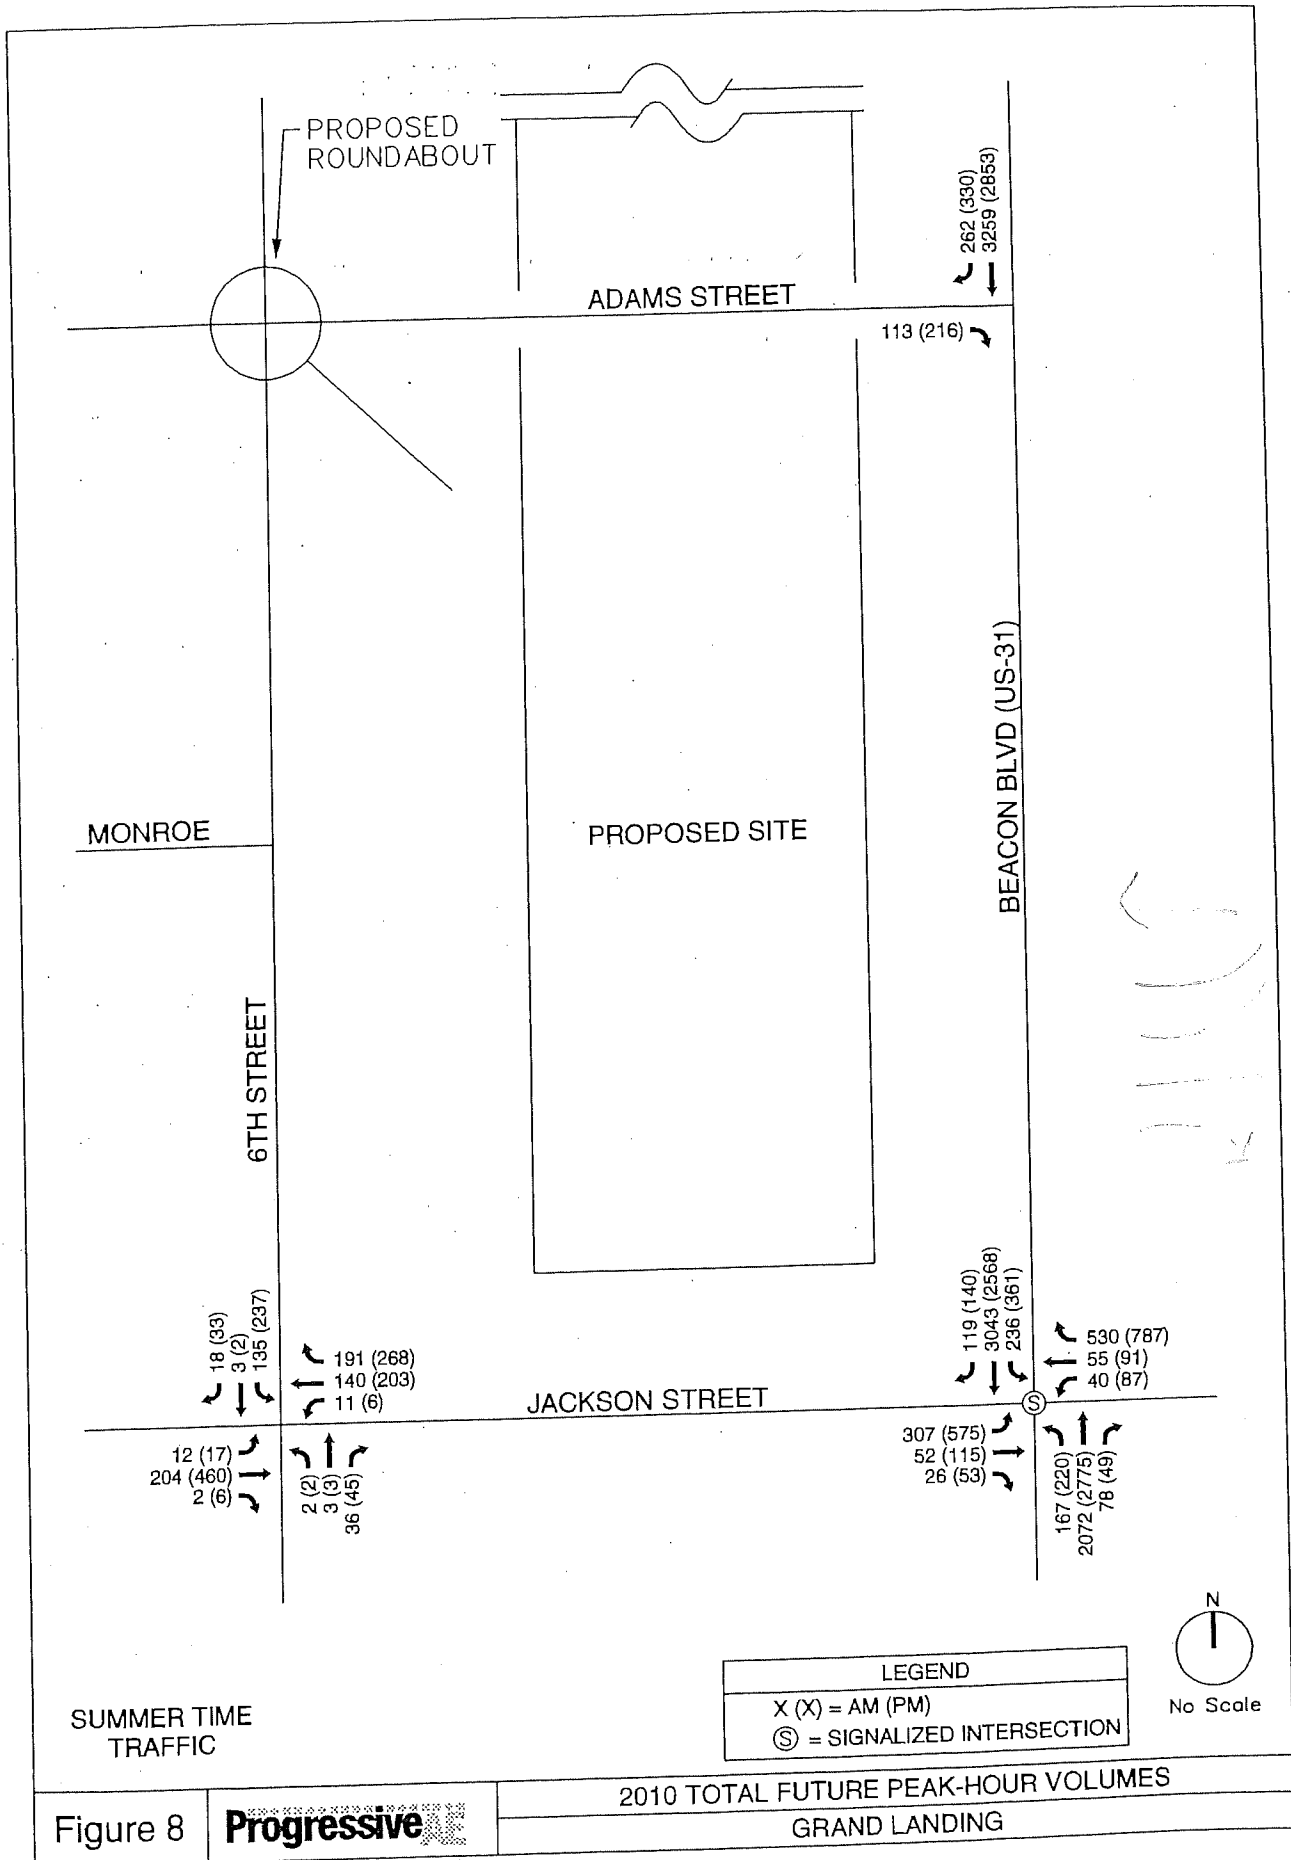 PROPOSED
ROUNDABOUT
262 (330)
3259 (2853)
ADAMS STREET
113 (216)
BEACON BLVD (US-31)
MONROE
PROPOSED SITE
6TH STREET
18 (33)
3 (2)
135 (237)
191 (268)
140 (203)
11 (6)
JACKSON STREET
119 (140)
3043 (2568)
236 (361)
530 (787)
55 (91)
40 (87)
S
12 (17)
204 (460)
2 (6)
2 (2)
3 (3)
36 (45)
307 (575)
52 (115)
26 (53)
167 (220)
2072 (2775)
78 (49)
N
No Scale
LEGEND
X (X) = AM (PM)
Ⓢ = SIGNALIZED INTERSECTION
SUMMER TIME
TRAFFIC
Figure 8
Progressive AE
2010 TOTAL FUTURE PEAK-HOUR VOLUMES
GRAND LANDING